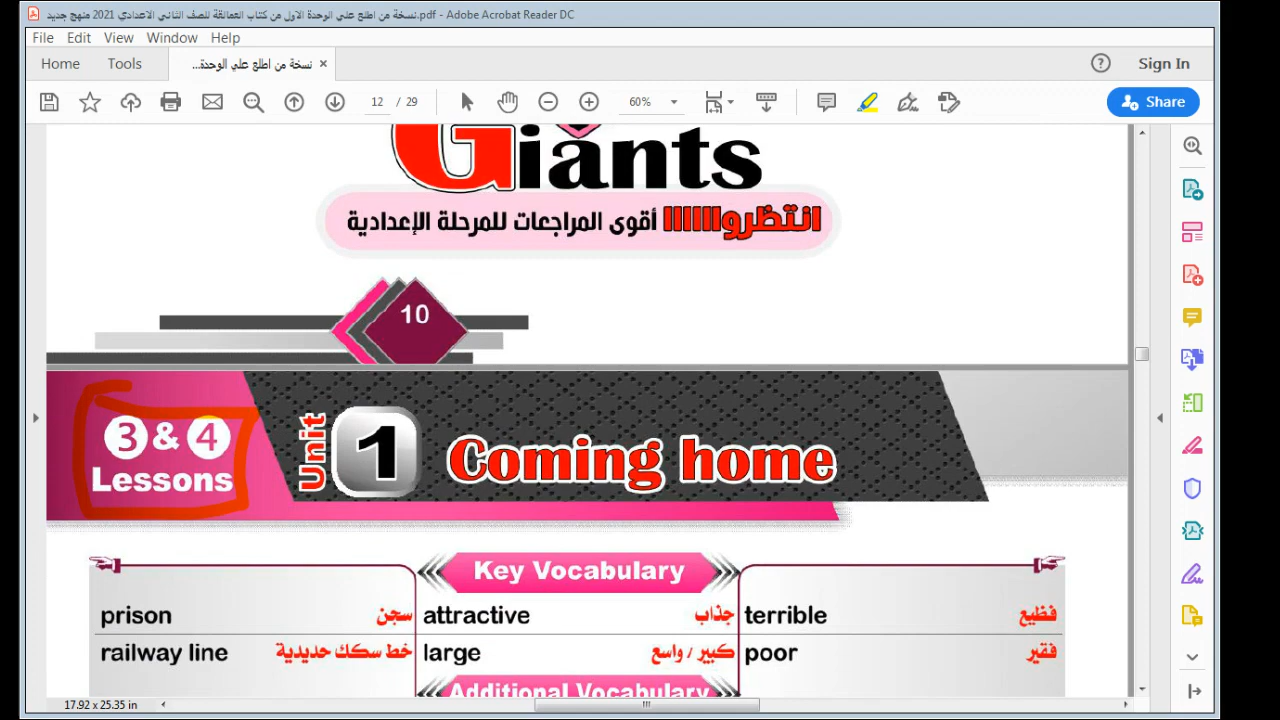 نسخة من اطلع علي الوحدة الاول من كتاب العمالقة للصف الثاني الاعدادي 2021 منهج جديد.pdf - Adobe Acrobat Reader DC
File Edit View Window Help
Home Tools نسخة من اطلع علي الوحدة... × ? Sign In
12 / 29 60% Share
Giants
انتظرواااااا أقوى المراجعات للمرحلة الإعدادية
10
3 & 4 Lessons
Unit 1 Coming home
Key Vocabulary
prison سجن attractive جذاب terrible فظيع
railway line خط سكك حديدية large كبير / واسع poor فقير
Additional Vocabulary
17.92 x 25.35 in